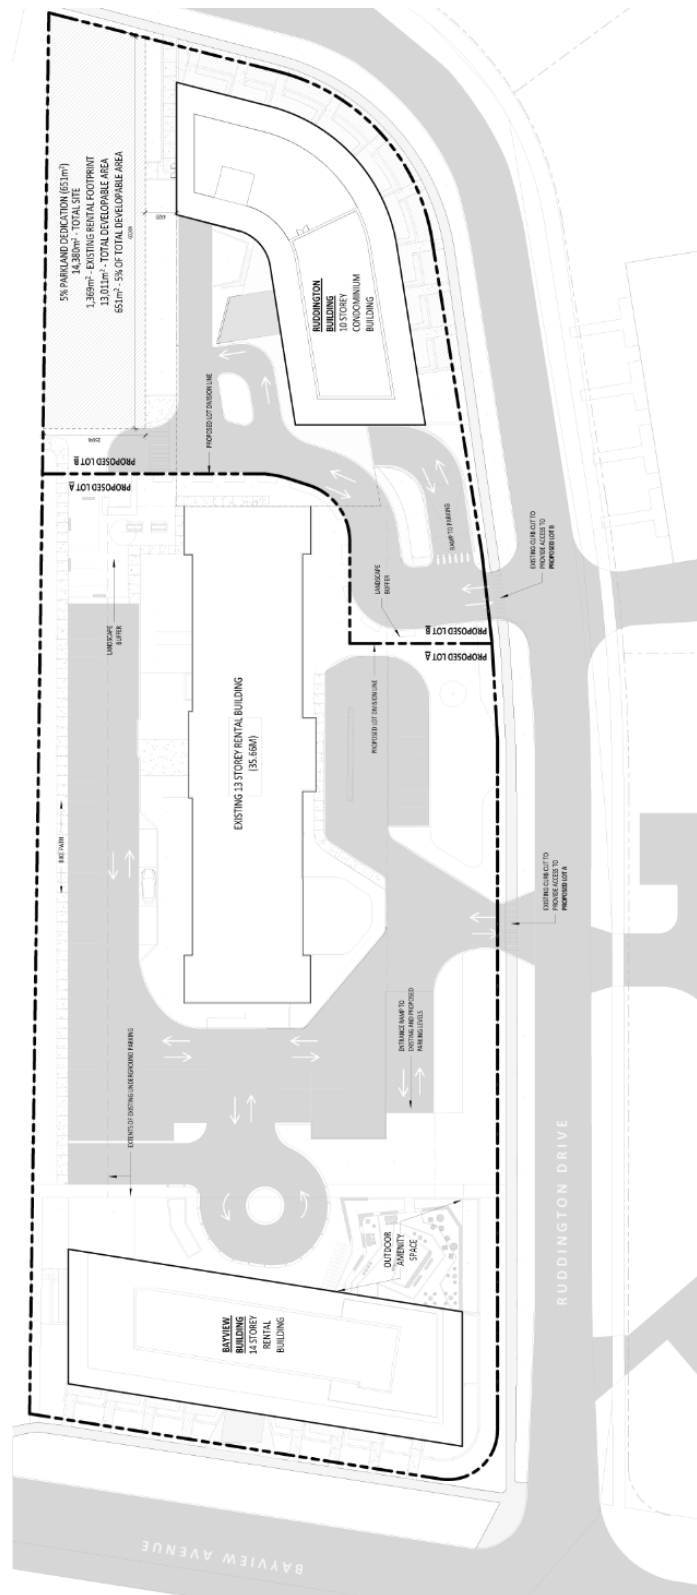 5% PARKLAND DEDICATION (651m²)
14,380m² - TOTAL SITE
1,369m² - EXISTING RENTAL FOOTPRINT
13,011m² - TOTAL DEVELOPABLE AREA
651m² - 5% OF TOTAL DEVELOPABLE AREA
RUDDINGTON
BUILDING
10 STOREY
CONDOMINIUM
BUILDING
PROPOSED LOT DIVISION LINE
PROPOSED LOT B
PROPOSED LOT A
RAMP TO PARKING
EXISTING CURB CUT TO
PROVIDE ACCESS TO
PROPOSED LOT B
LANDSCAPE
BUFFER
LANDSCAPE
BUFFER
PROPOSED LOT B
PROPOSED LOT A
PROPOSED LOT DIVISION LINE
EXISTING 13 STOREY RENTAL BUILDING
(35.66M)
BIKE PATH
EXISTING CURB CUT TO
PROVIDE ACCESS TO
PROPOSED LOT A
ENTRANCE RAMP TO
EXISTING AND PROPOSED
PARKING LEVELS
EXTENTS OF EXISTING UNDERGROUND PARKING
OUTDOOR
AMENITY
SPACE
BAYVIEW
BUILDING
14 STOREY
RENTAL
BUILDING
RUDDINGTON DRIVE
BAYVIEW AVENUE